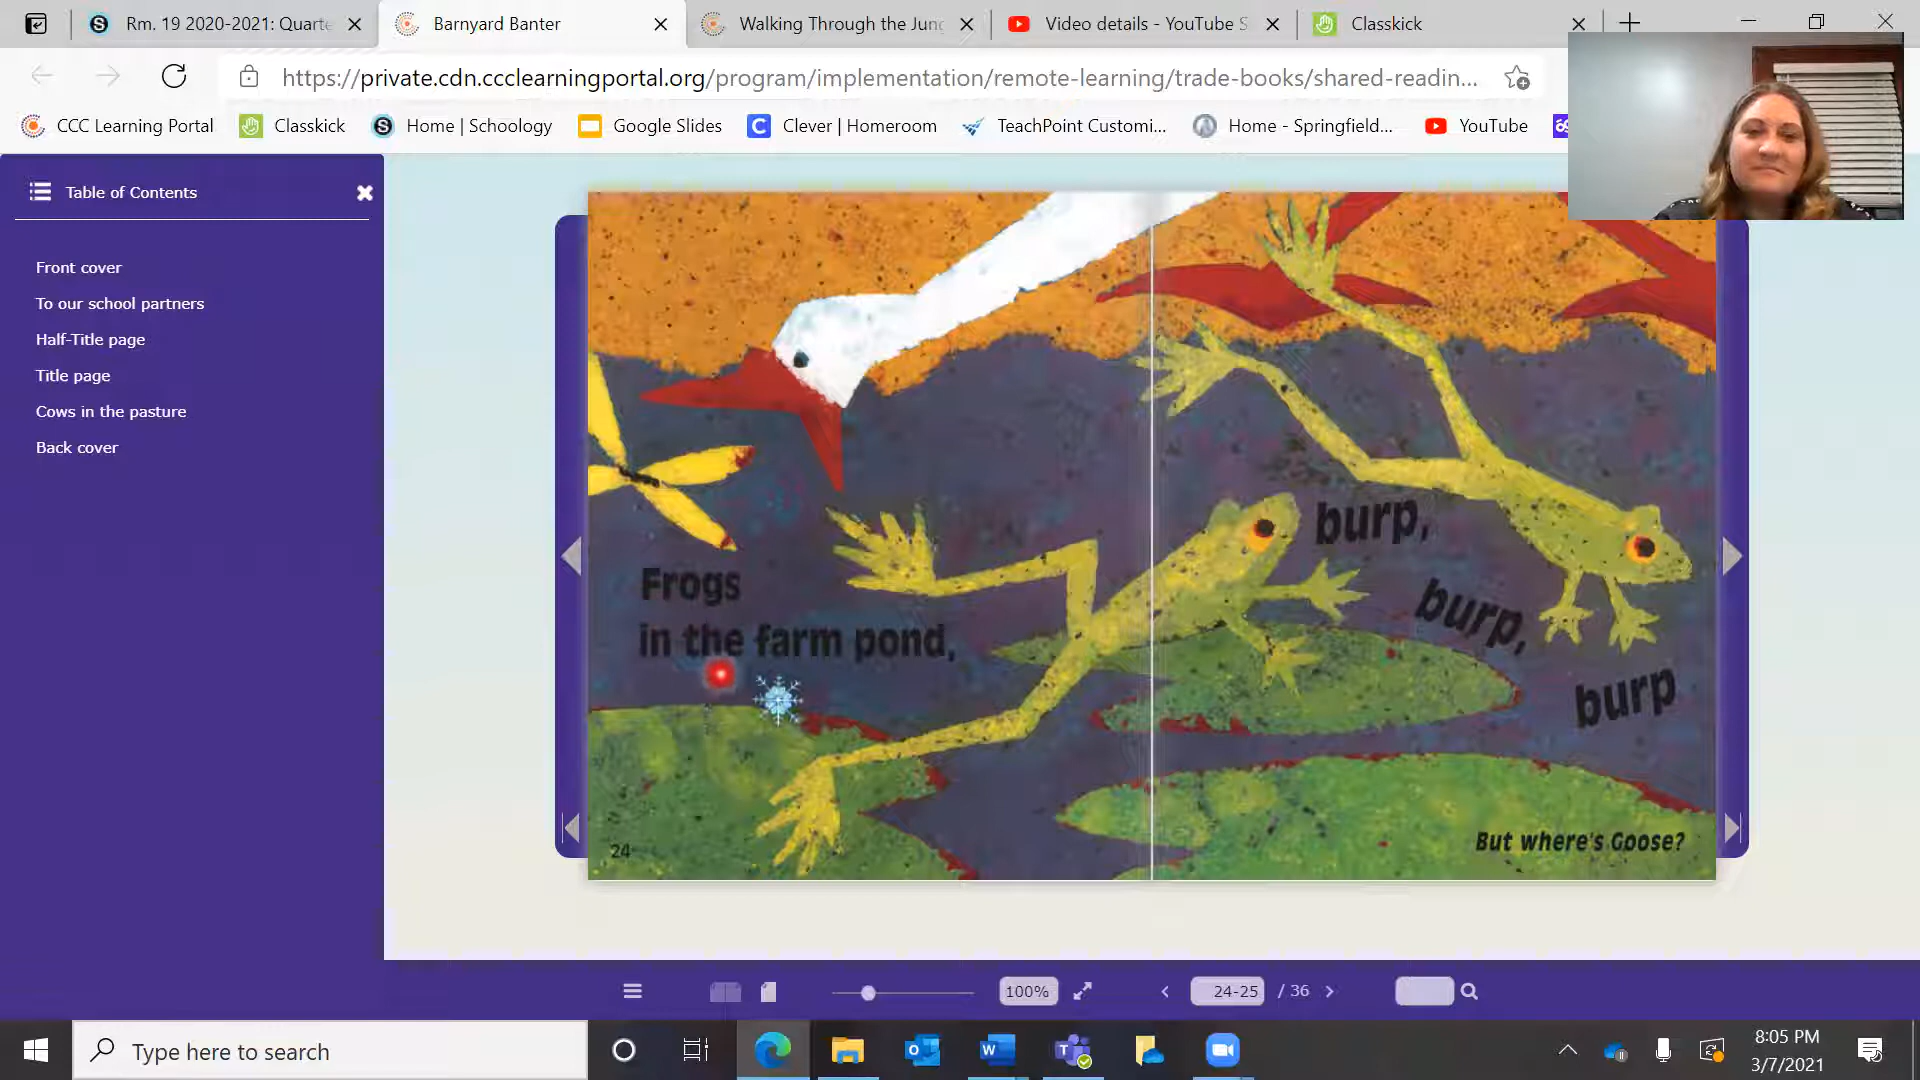 Rm. 19 2020-2021: Quarte
Barnyard Banter
Walking Through the Jung
Video details - YouTube S
Classkick
https://private.cdn.ccclearningportal.org/program/implementation/remote-learning/trade-books/shared-readin...
CCC Learning Portal
Classkick
Home | Schoology
Google Slides
Clever | Homeroom
TeachPoint Customi...
Home - Springfield...
YouTube
Table of Contents
Front cover
To our school partners
Half-Title page
Title page
Cows in the pasture
Back cover
Frogs
in the farm pond,
burp,
burp,
burp
But where's Goose?
24
100%
24-25 / 36
Type here to search
8:05 PM
3/7/2021